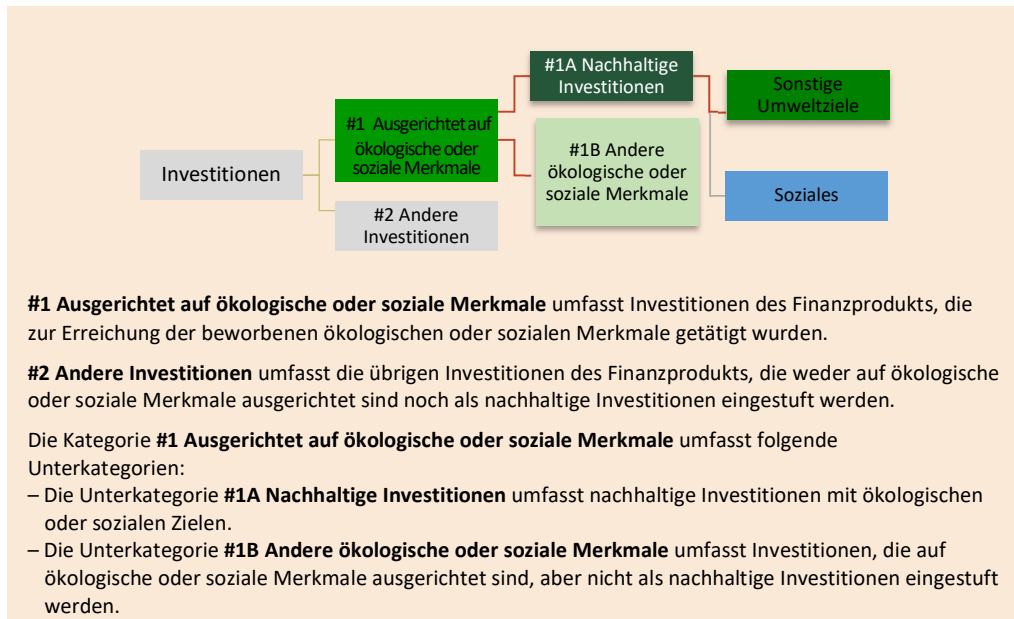 #1A Nachhaltige
Investitionen
Sonstige
Umweltziele
#1 Ausgerichtet auf
ökologische oder
soziale Merkmale
#1B Andere
ökologische oder
soziale Merkmale
Investitionen
Soziales
#2 Andere
Investitionen
#1 Ausgerichtet auf ökologische oder soziale Merkmale umfasst Investitionen des Finanzprodukts, die
zur Erreichung der beworbenen ökologischen oder sozialen Merkmale getätigt wurden.
#2 Andere Investitionen umfasst die übrigen Investitionen des Finanzprodukts, die weder auf ökologische
oder soziale Merkmale ausgerichtet sind noch als nachhaltige Investitionen eingestuft werden.
Die Kategorie #1 Ausgerichtet auf ökologische oder soziale Merkmale umfasst folgende
Unterkategorien:
– Die Unterkategorie #1A Nachhaltige Investitionen umfasst nachhaltige Investitionen mit ökologischen
oder sozialen Zielen.
– Die Unterkategorie #1B Andere ökologische oder soziale Merkmale umfasst Investitionen, die auf
ökologische oder soziale Merkmale ausgerichtet sind, aber nicht als nachhaltige Investitionen eingestuft
werden.